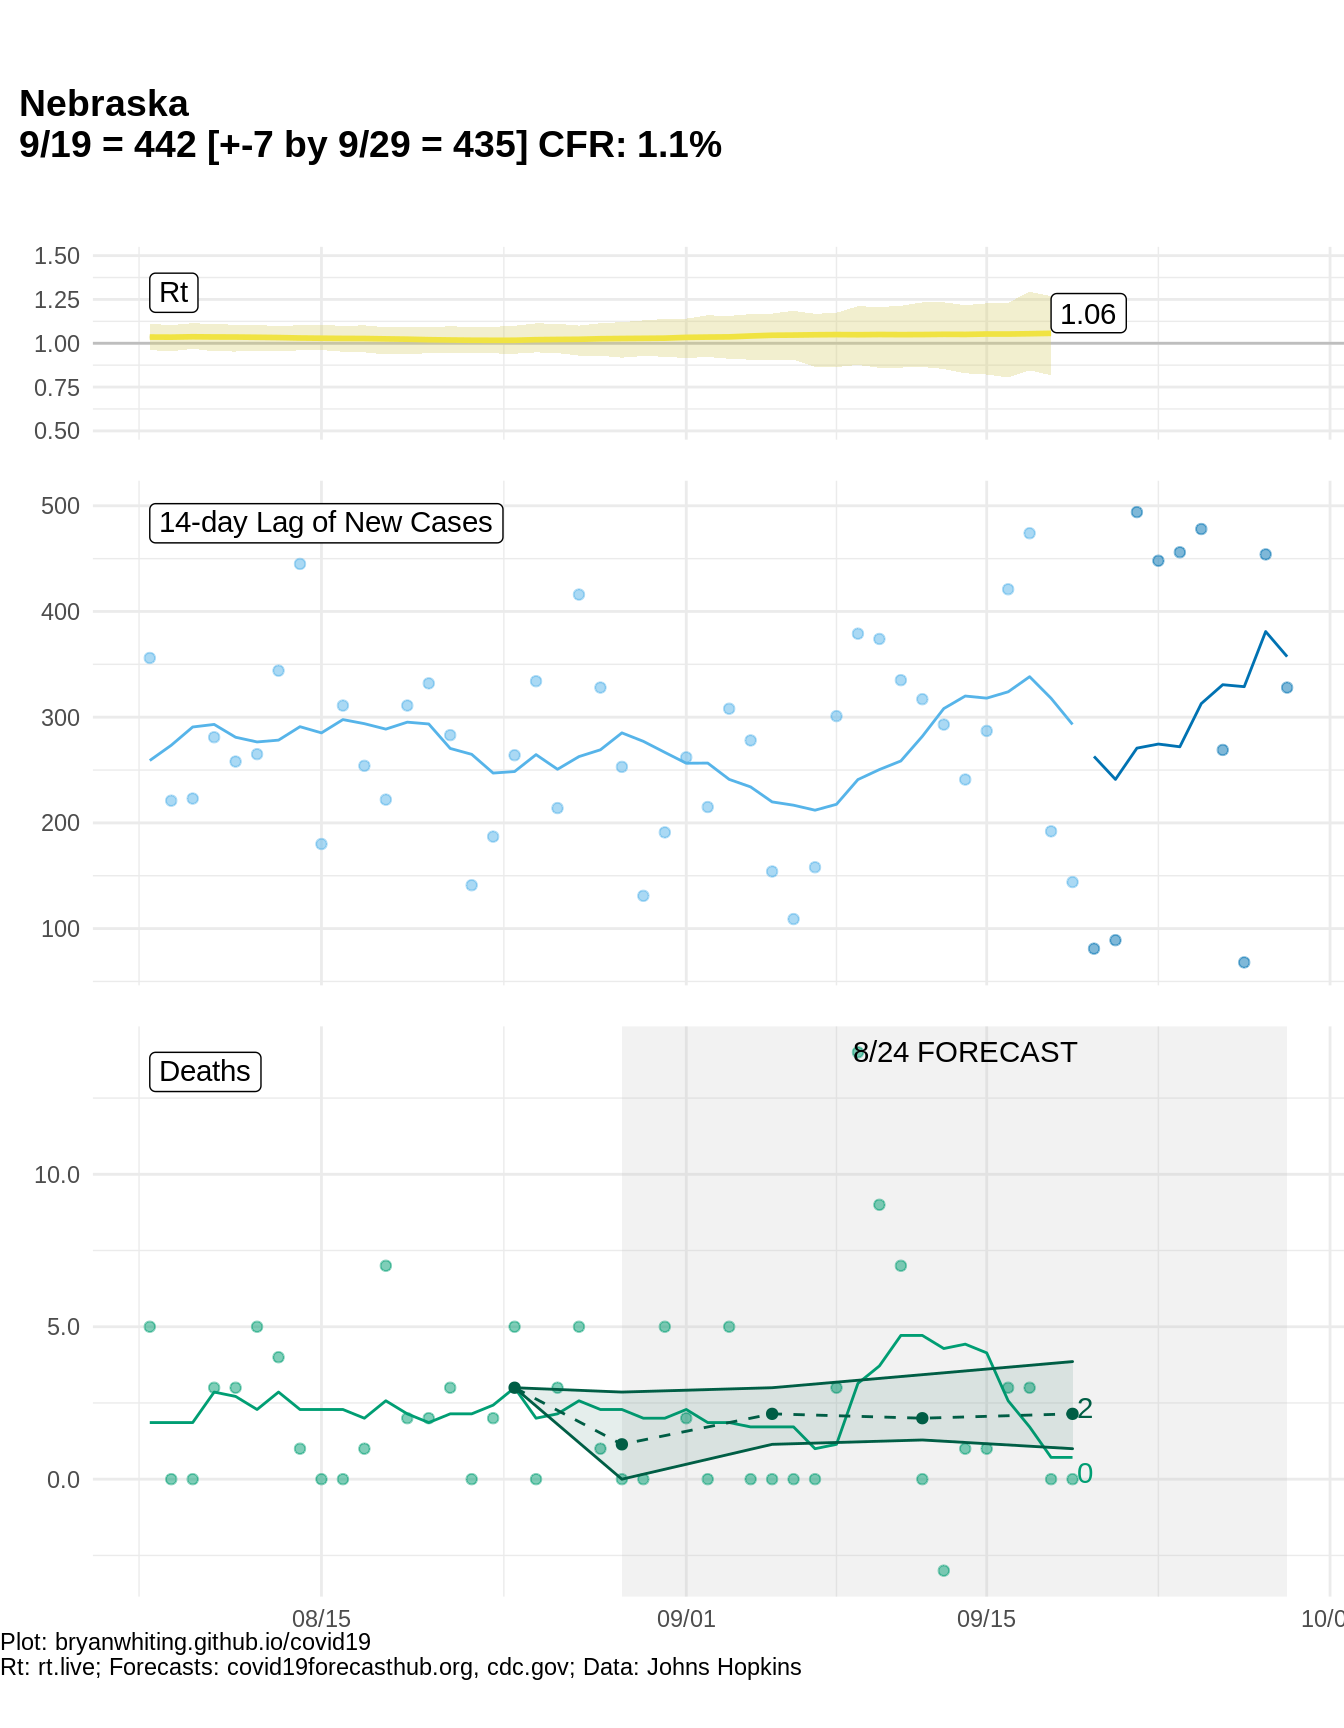 Nebraska
9/19 = 442 [+-7 by 9/29 = 435] CFR: 1.1%
1.50
Rt
1.25
1.06
1.00
0.75
0.50
500
14-day Lag of New Cases
400
300
200
100
8/24 FORECAST
Deaths
10.0
5.0
2
0
0.0
08/15 09/01 09/15 10/0
Plot: bryanwhiting.github.io/covid19
Rt: rt.live; Forecasts: covid19forecasthub.org, cdc.gov; Data: Johns Hopkins